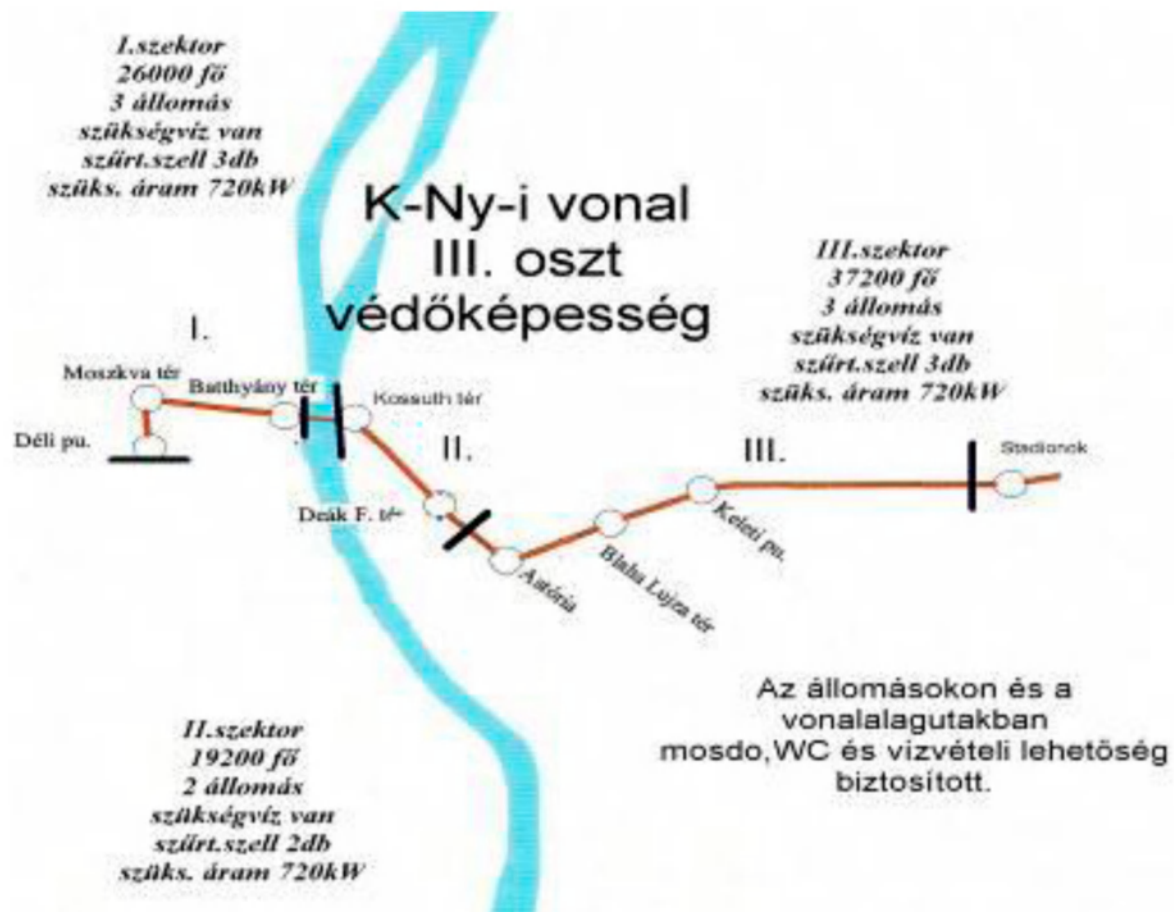 I.szektor
26000 fő
3 állomás
szükségvíz van
szűrt.szell 3db
szüks. áram 720kW
K-Ny-i vonal
III. oszt
védőképesség
III.szektor
37200 fő
3 állomás
szükségvíz van
szűrt.szell 3db
szüks. áram 720kW
I.
Moszkva tér
Batthyány tér
Kossuth tér
Déli pu.
II.
III.
Stadionok
Deák F. tér
Keleti pu.
Blaha Lujza tér
Astória
Az állomásokon és a
vonalalagutakban
mosdo,WC és vizvételi lehetőség
biztosított.
II.szektor
19200 fő
2 állomás
szükségvíz van
szűrt.szell 2db
szüks. áram 720kW